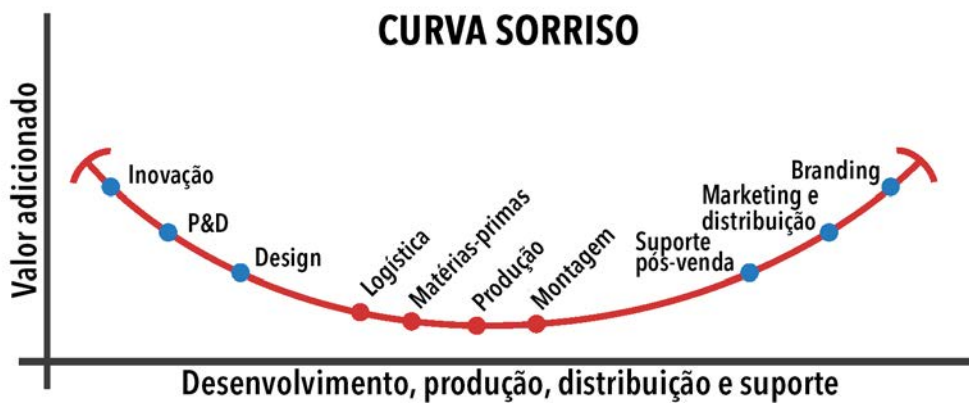 CURVA SORRISO
Valor adicionado
Inovação
P&D
Design
Logística
Matérias-primas
Produção
Montagem
Suporte
pós-venda
Marketing e
distribuição
Branding
Desenvolvimento, produção, distribuição e suporte